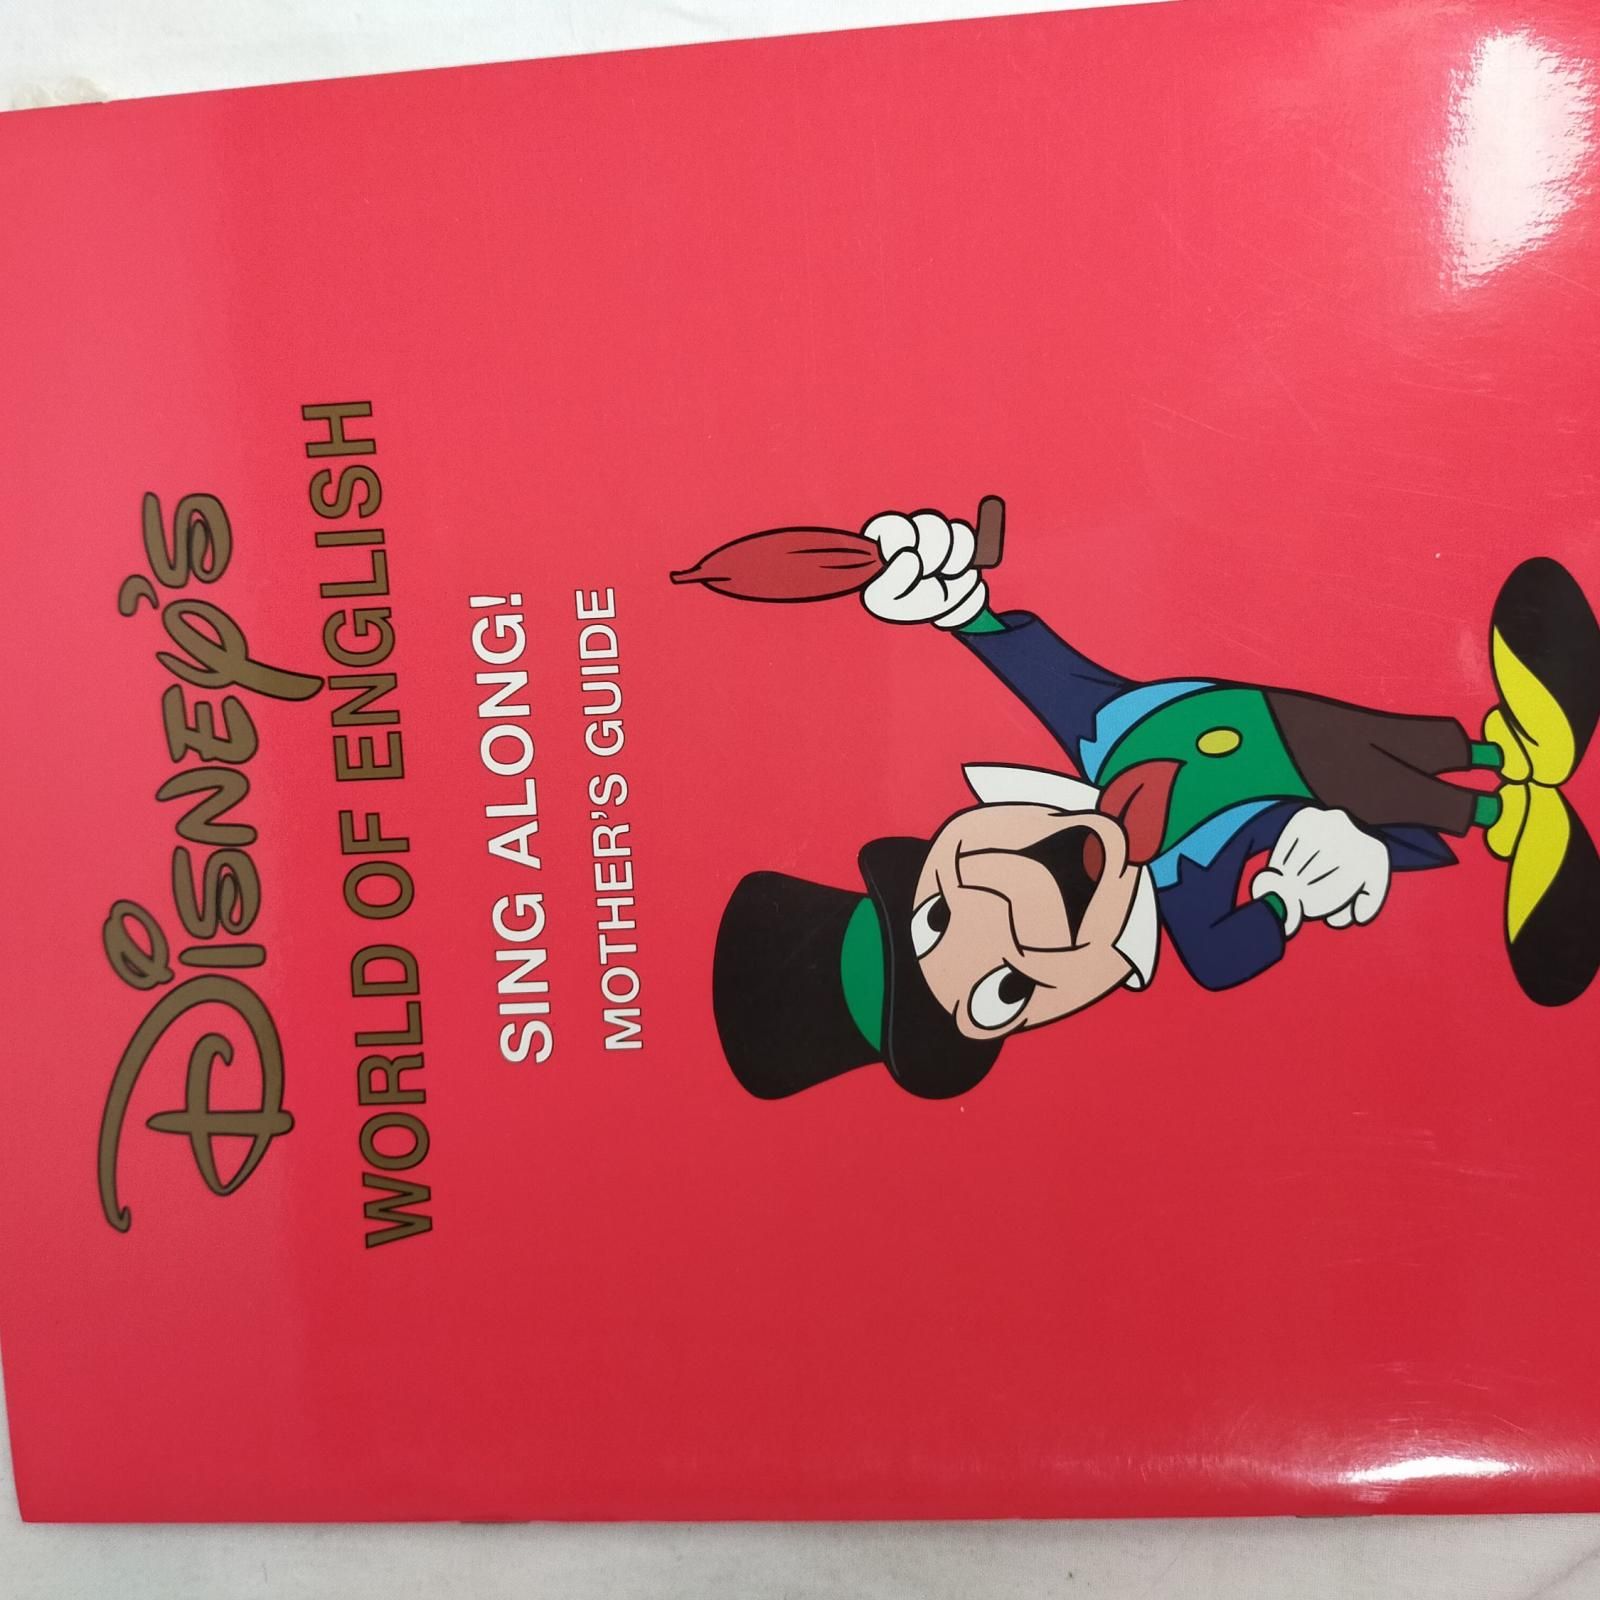 Disney's
WORLD OF ENGLISH
SING ALONG!
MOTHER'S GUIDE